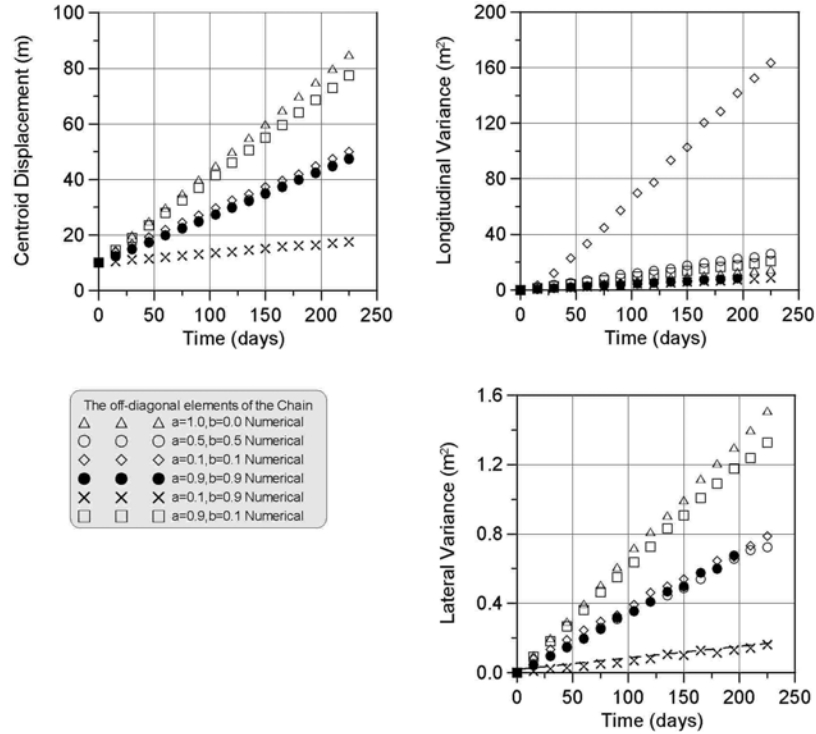 Centroid Displacement (m)
100
80
60
40
20
0
0 50 100 150 200 250
Time (days)
Longitudinal Variance (m²)
200
160
120
80
40
0
0 50 100 150 200 250
Time (days)
The off-diagonal elements of the Chain
a=1.0,b=0.0 Numerical
a=0.5,b=0.5 Numerical
a=0.1,b=0.1 Numerical
a=0.9,b=0.9 Numerical
a=0.1,b=0.9 Numerical
a=0.9,b=0.1 Numerical
Lateral Variance (m²)
1.6
1.2
0.8
0.4
0.0
0 50 100 150 200 250
Time (days)